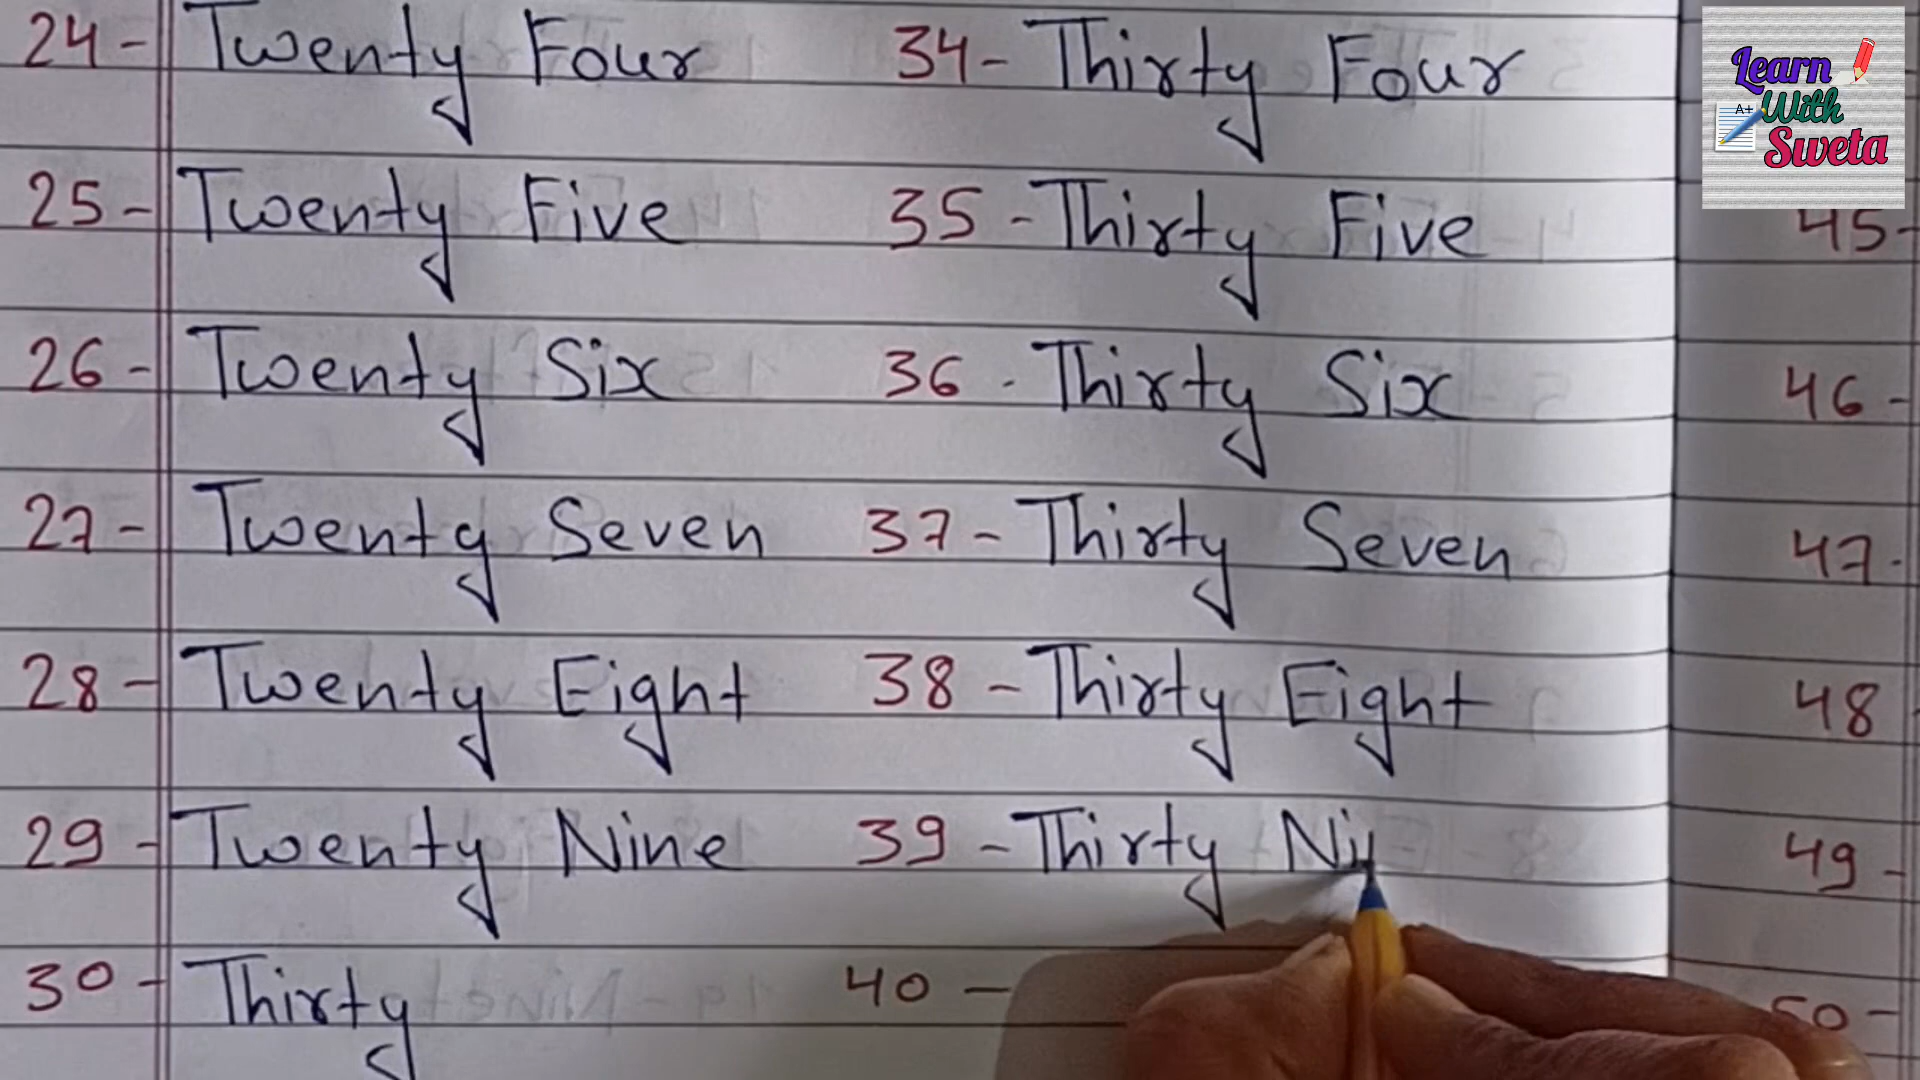 24- Twenty Four 34- Thirty Four
25- Twenty Five 35- Thirty Five 45-
26- Twenty Six 36- Thirty Six 46-
27- Twenty Seven 37- Thirty Seven 47-
28- Twenty Eight 38- Thirty Eight 48-
29- Twenty Nine 39- Thirty Ni
30- Thirty 40- 50-
49-
Learn
A+ With
Sweta